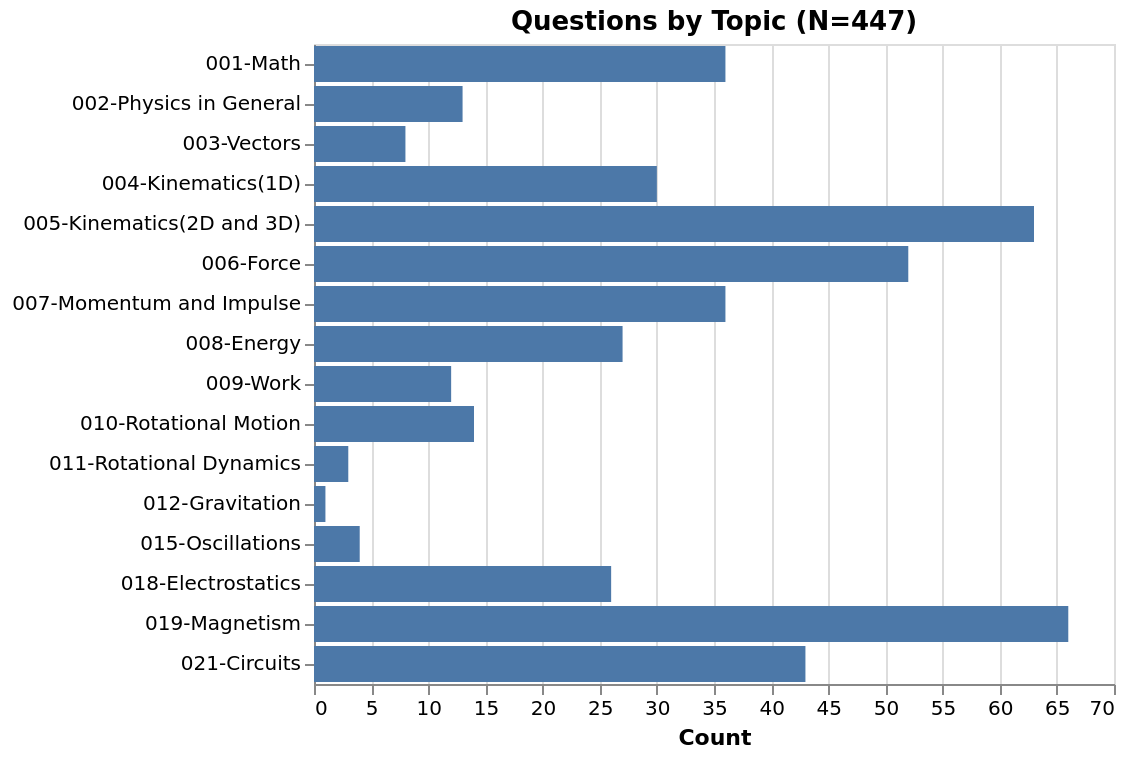 Questions by Topic (N=447)
001-Math
002-Physics in General
003-Vectors
004-Kinematics(1D)
005-Kinematics(2D and 3D)
006-Force
007-Momentum and Impulse
008-Energy
009-Work
010-Rotational Motion
011-Rotational Dynamics
012-Gravitation
015-Oscillations
018-Electrostatics
019-Magnetism
021-Circuits
0 5 10 15 20 25 30 35 40 45 50 55 60 65 70
Count